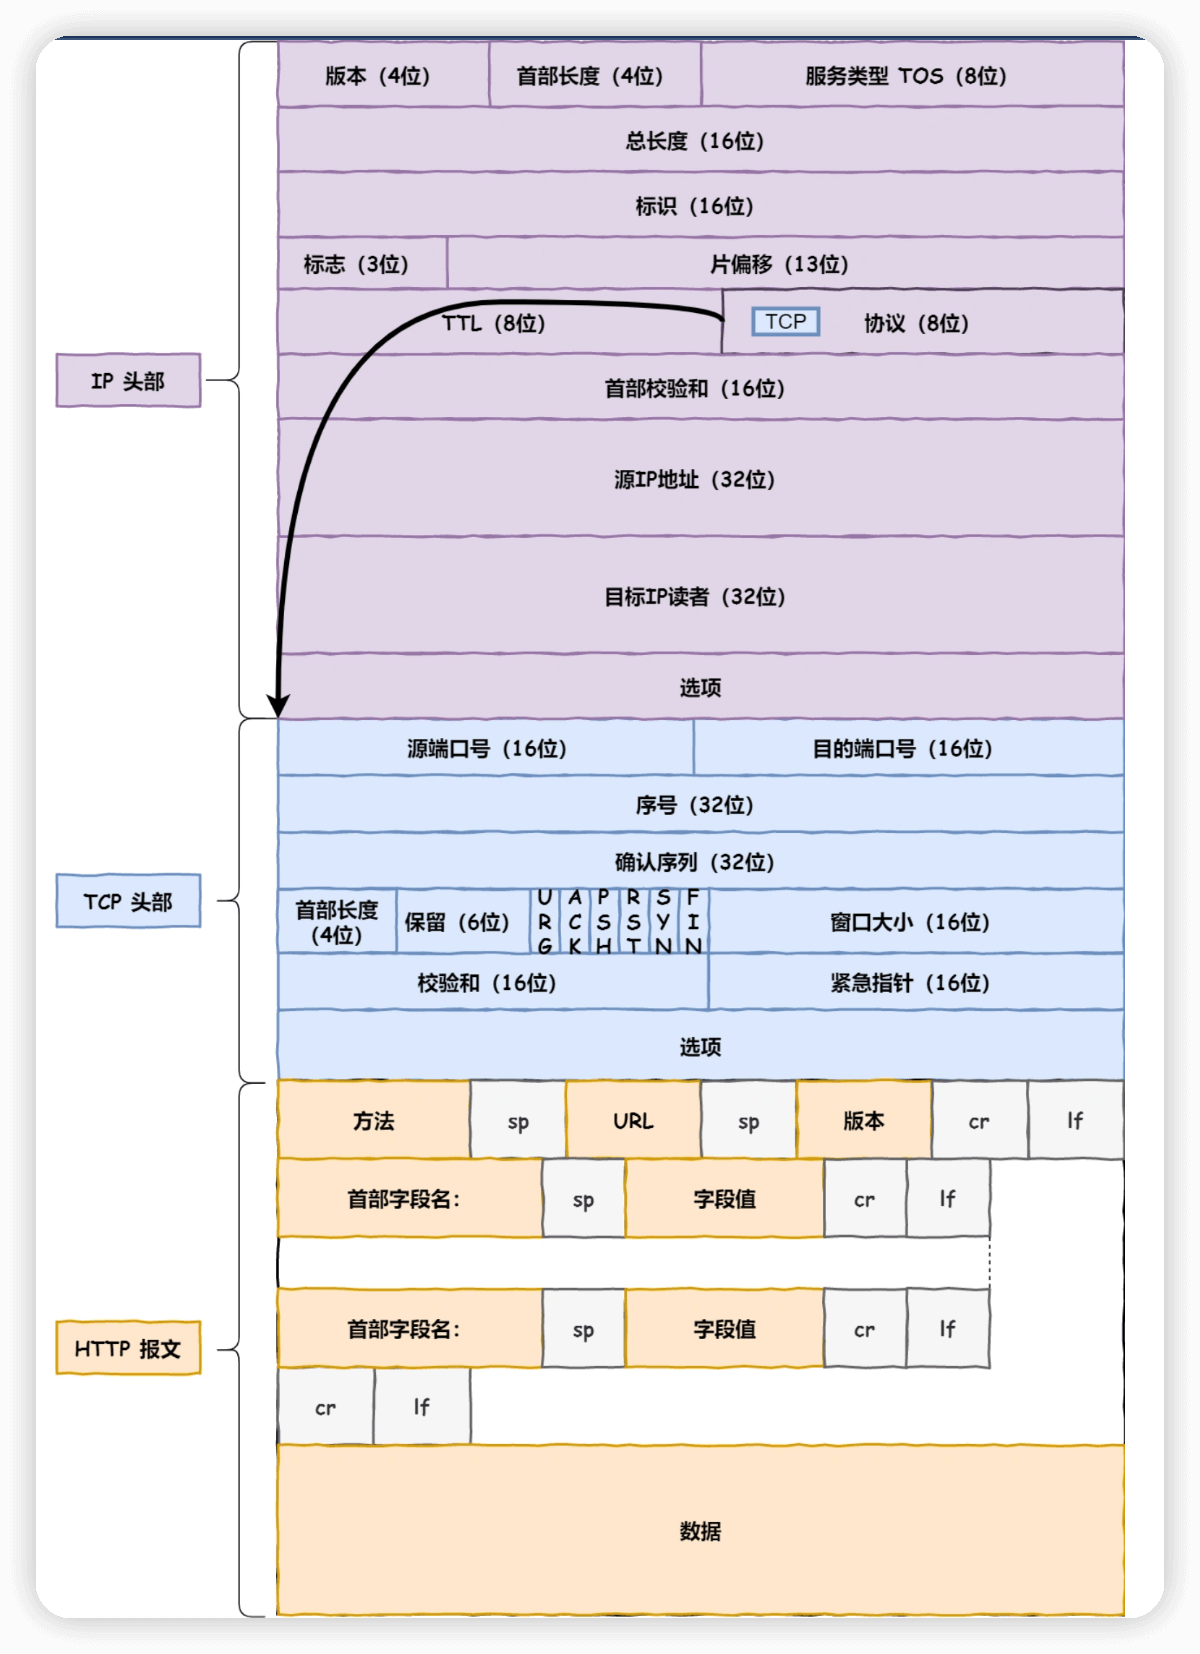 版本（4位） 首部长度（4位） 服务类型 TOS（8位）
总长度（16位）
标识（16位）
标志（3位） 片偏移（13位）
TTL（8位） TCP 协议（8位）
IP 头部
首部校验和（16位）
源IP地址（32位）
目标IP读者（32位）
选项
源端口号（16位） 目的端口号（16位）
序号（32位）
确认序列（32位）
TCP 头部
首部长度
（4位）
保留（6位） URG ACK PSH RST SYN FIN 窗口大小（16位）
校验和（16位） 紧急指针（16位）
选项
方法 sp URL sp 版本 cr lf
首部字段名： sp 字段值 cr lf
首部字段名： sp 字段值 cr lf
HTTP 报文
cr lf
数据